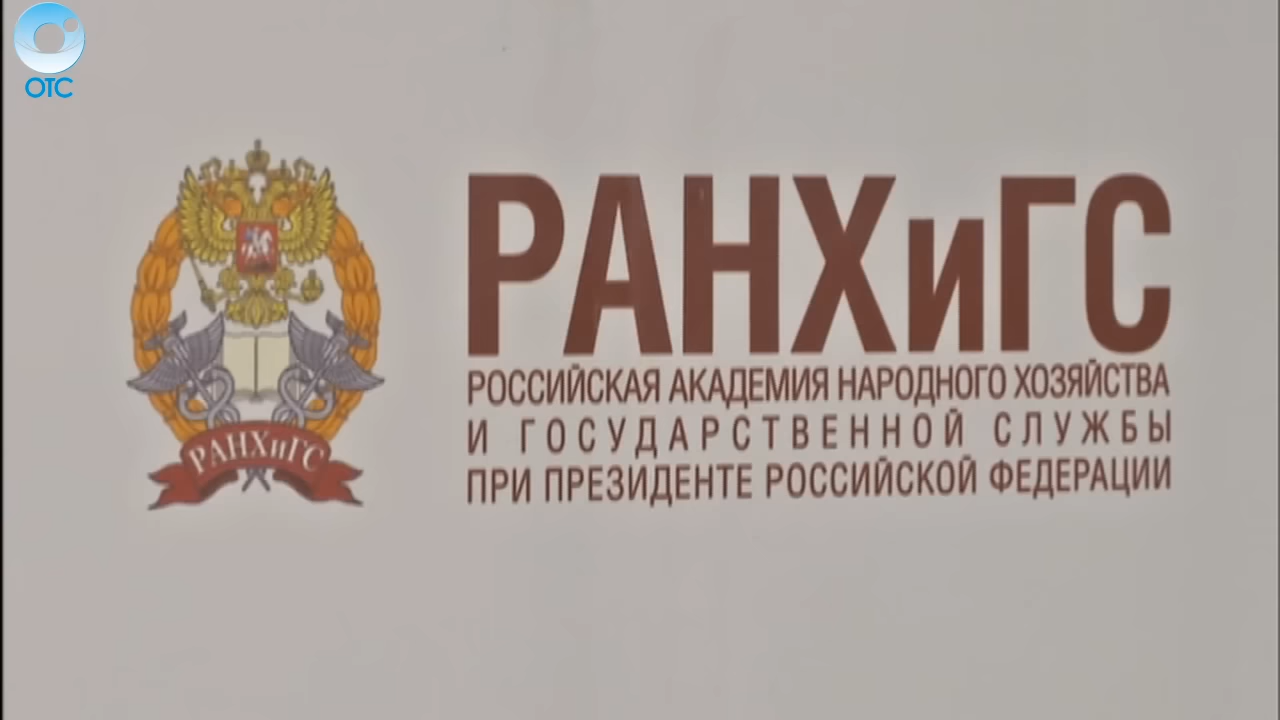 ОТС
РАНХиГС
РОССИЙСКАЯ АКАДЕМИЯ НАРОДНОГО ХОЗЯЙСТВА
И ГОСУДАРСТВЕННОЙ СЛУЖБЫ
ПРИ ПРЕЗИДЕНТЕ РОССИЙСКОЙ ФЕДЕРАЦИИ
РАНХиГС